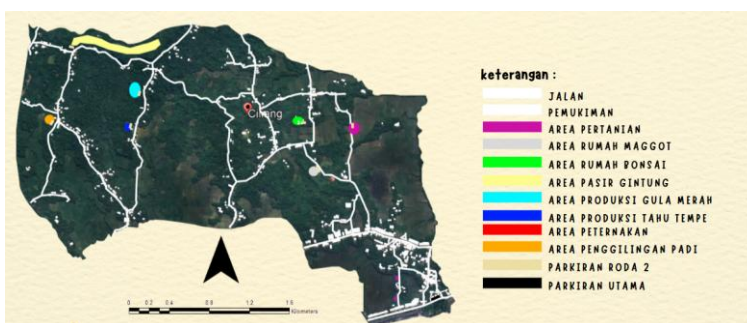 Cilang
keterangan :
JALAN
PEMUKIMAN
AREA PERTANIAN
AREA RUMAH MAGGOT
AREA RUMAH BONSAI
AREA PASIR GINTUNG
AREA PRODUKSI GULA MERAH
AREA PRODUKSI TAHU TEMPE
AREA PETERNAKAN
AREA PENGGILINGAN PADI
PARKIRAN RODA 2
PARKIRAN UTAMA
0 0.2 0.4 0.8 1.2 1.6
Kilometers